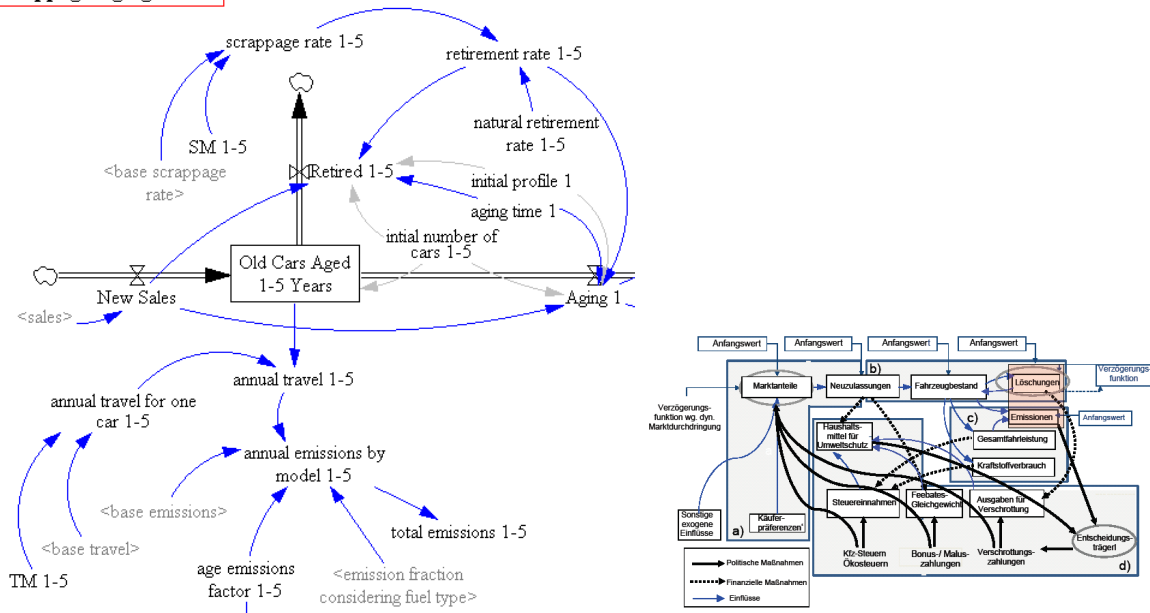 scrappage rate 1-5
retirement rate 1-5
natural retirement
rate 1-5
SM 1-5
<base scrappage
rate>
Retired 1-5
initial profile 1
aging time 1
intial number of
cars 1-5
Old Cars Aged
1-5 Years
New Sales
Aging 1
<sales>
annual travel 1-5
annual travel for one
car 1-5
annual emissions by
model 1-5
<base emissions>
total emissions 1-5
<base travel>
TM 1-5
age emissions
factor 1-5
<emission fraction
considering fuel type>
Anfangswert
Anfangswert
Anfangswert
Anfangswert
b)
Marktanteile
Neuzulassungen
Fahrzeugbestand
Löschungen
Verzögerungs-
funktion
Verzögerungs-
funktion wg. dyn.
Marktdurchdringung
c)
Emissionen
Anfangswert
Haushalts-
mittel für
Umweltschutz
Gesamtfahrleistung
Kraftstoffverbrauch
Steuereinnahmen
Feebates-
Gleichgewicht
Ausgaben für
Verschrottung
Sonstige
exogene
Einflüsse
a)
Käufer-
präferenzen'
Entscheidungs-
trägerl
Kfz-Steuern
Ökosteuern
Bonus-/ Malus-
zahlungen
Verschrottungs-
zahlungen
d)
Politische Maßnahmen
Finanzielle Maßnahmen
Einflüsse